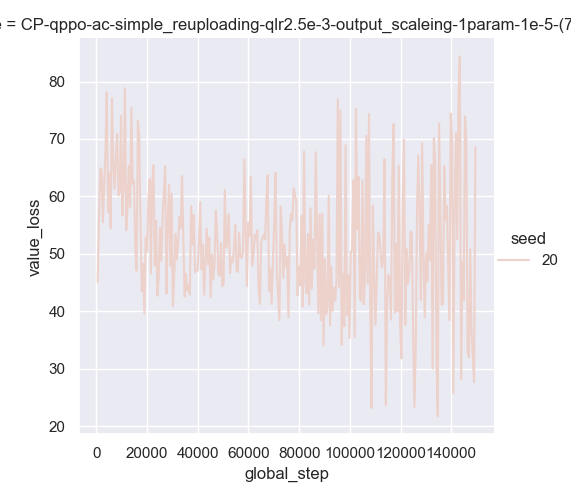 e = CP-qppo-ac-simple_reuploading-qlr2.5e-3-output_scaleing-1param-1e-5-(7
80
70
60
50
40
30
20
value_loss
0 20000 40000 60000 80000 100000 120000 140000
global_step
seed
20